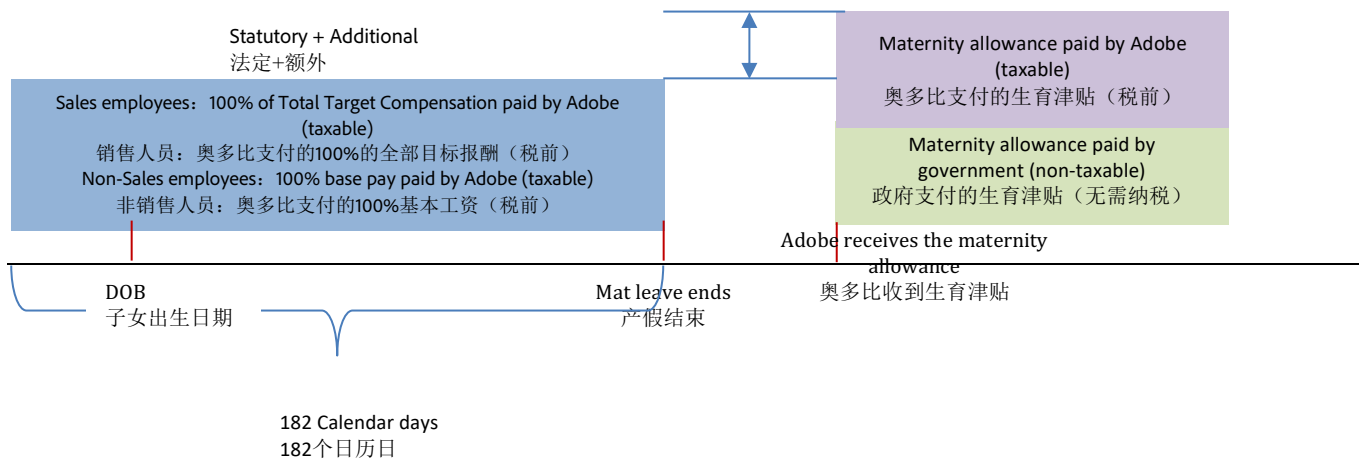 Statutory + Additional
法定+额外
Sales employees：100% of Total Target Compensation paid by Adobe
(taxable)
销售人员：奥多比支付的100%的全部目标报酬（税前）
Non-Sales employees：100% base pay paid by Adobe (taxable)
非销售人员：奥多比支付的100%基本工资（税前）
Maternity allowance paid by Adobe
(taxable)
奥多比支付的生育津贴（税前）
Maternity allowance paid by
government (non-taxable)
政府支付的生育津贴（无需纳税）
DOB
子女出生日期
Mat leave ends
产假结束
Adobe receives the maternity
allowance
奥多比收到生育津贴
182 Calendar days
182个日历日